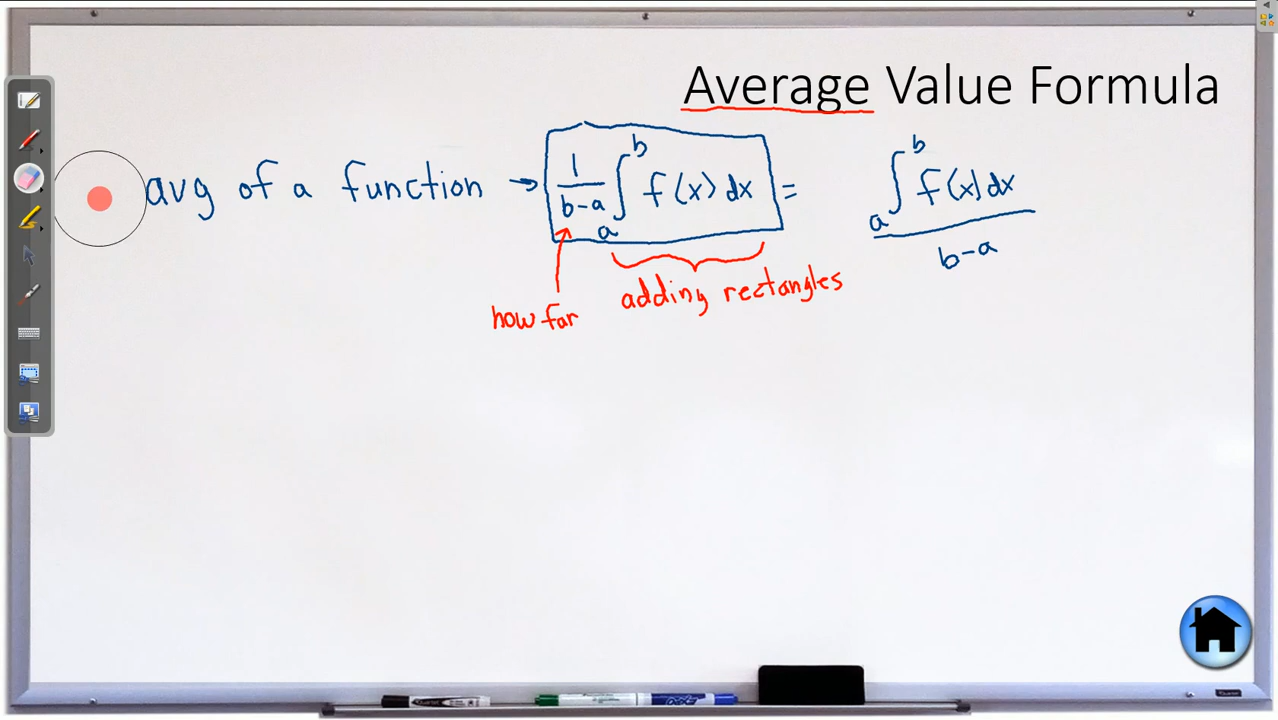 Average Value Formula
avg of a function → 1/(b-a) ∫_a^b f(x) dx = ∫_a^b f(x) dx / b-a
how far
adding rectangles